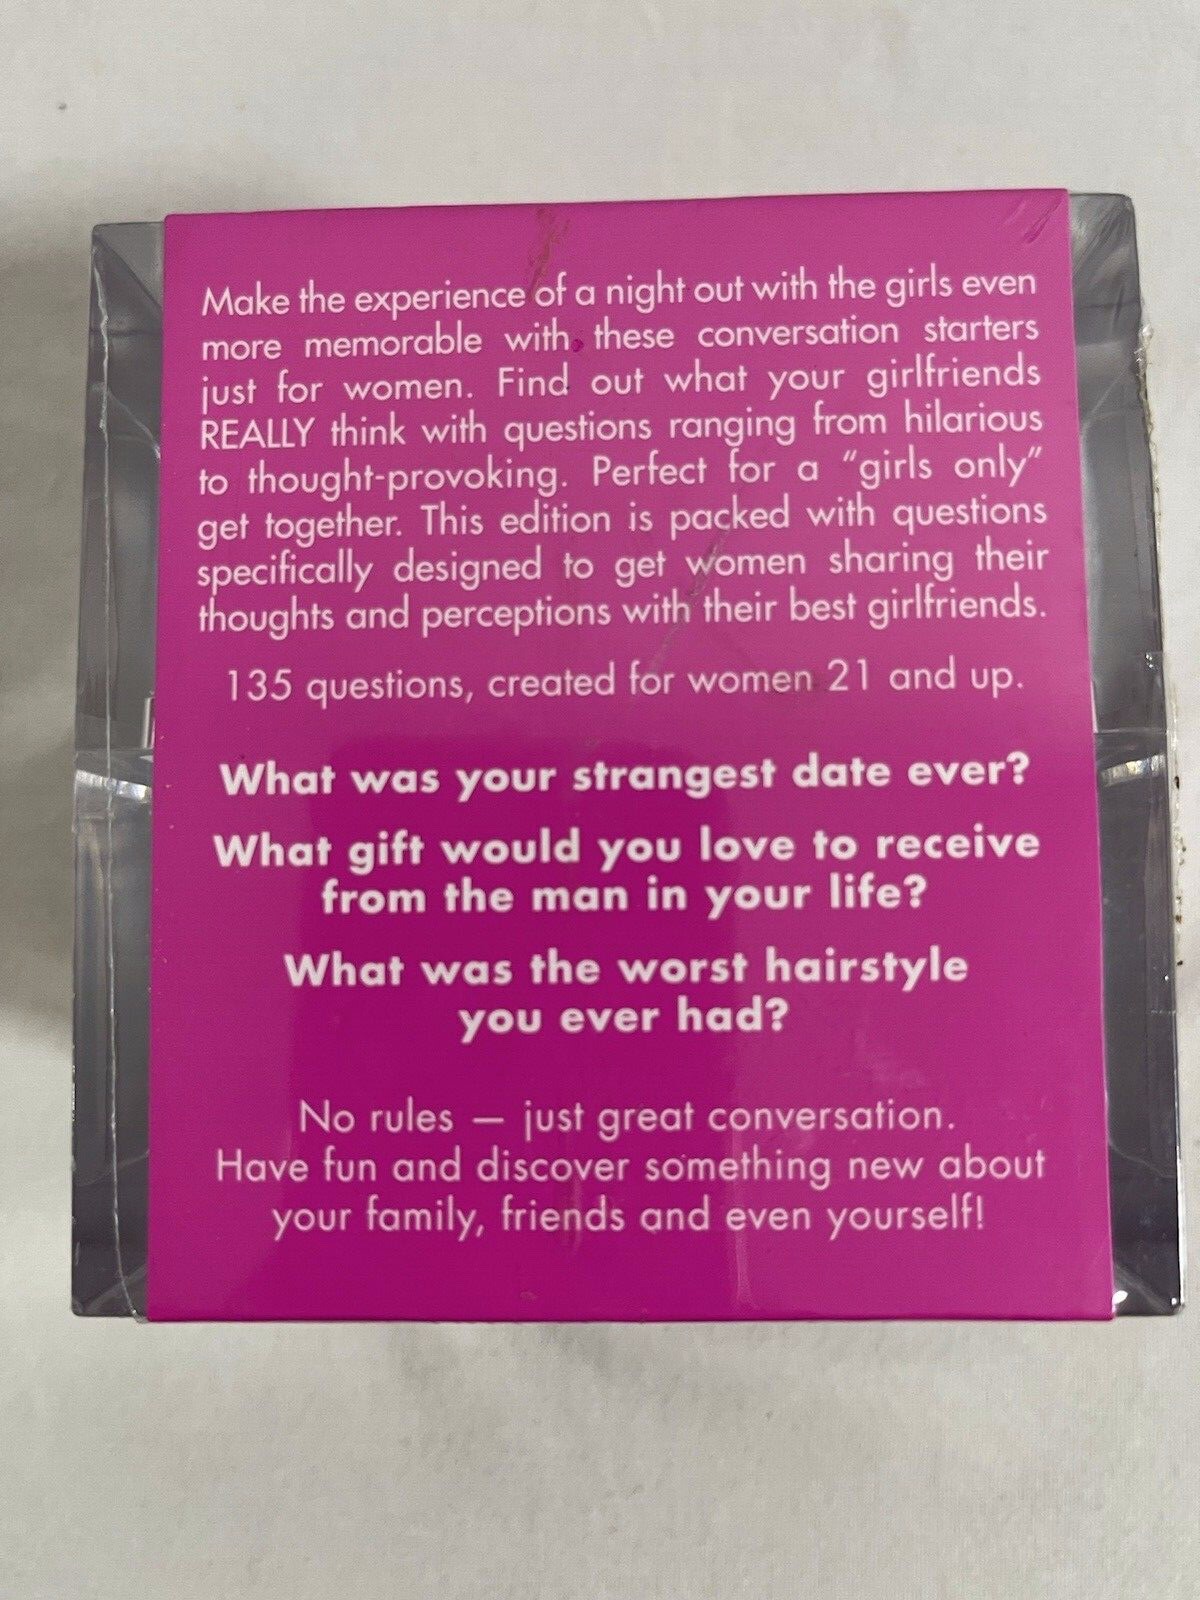 Make the experience of a night out with the girls even
more memorable with these conversation starters
just for women. Find out what your girlfriends
REALLY think with questions ranging from hilarious
to thought-provoking. Perfect for a “girls only”
get together. This edition is packed with questions
specifically designed to get women sharing their
thoughts and perceptions with their best girlfriends.
135 questions, created for women 21 and up.
What was your strangest date ever?
What gift would you love to receive
from the man in your life?
What was the worst hairstyle
you ever had?
No rules — just great conversation.
Have fun and discover something new about
your family, friends and even yourself!